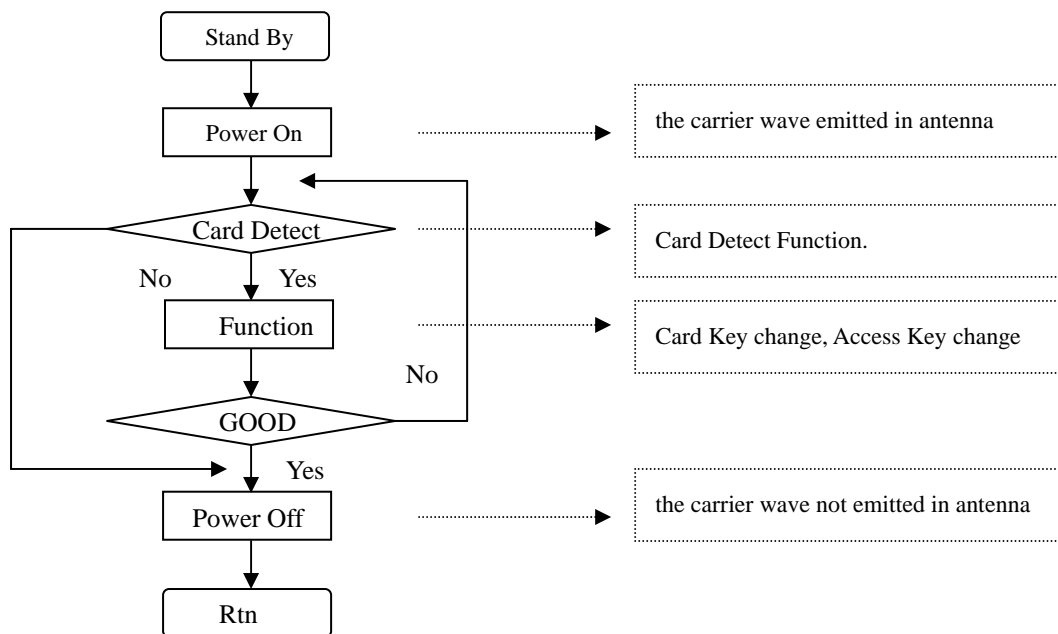 Stand By
Power On
the carrier wave emitted in antenna
Card Detect
Card Detect Function.
No
Yes
Function
Card Key change, Access Key change
No
GOOD
Yes
Power Off
the carrier wave not emitted in antenna
Rtn